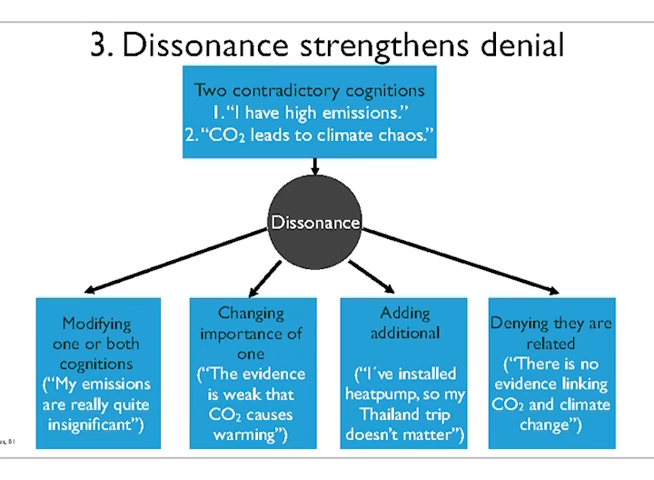 3. Dissonance strengthens denial
Two contradictory cognitions
1. “I have high emissions.”
2. “CO₂ leads to climate chaos.”
Dissonance
Modifying
one or both
cognitions
(“My emissions
are really quite
insignificant”)
Changing
importance of
one
(“The evidence
is weak that
CO₂ causes
warming”)
Adding
additional
(“I´ve installed
heatpump, so my
Thailand trip
doesn’t matter”)
Denying they are
related
(“There is no
evidence linking
CO₂ and climate
change”)